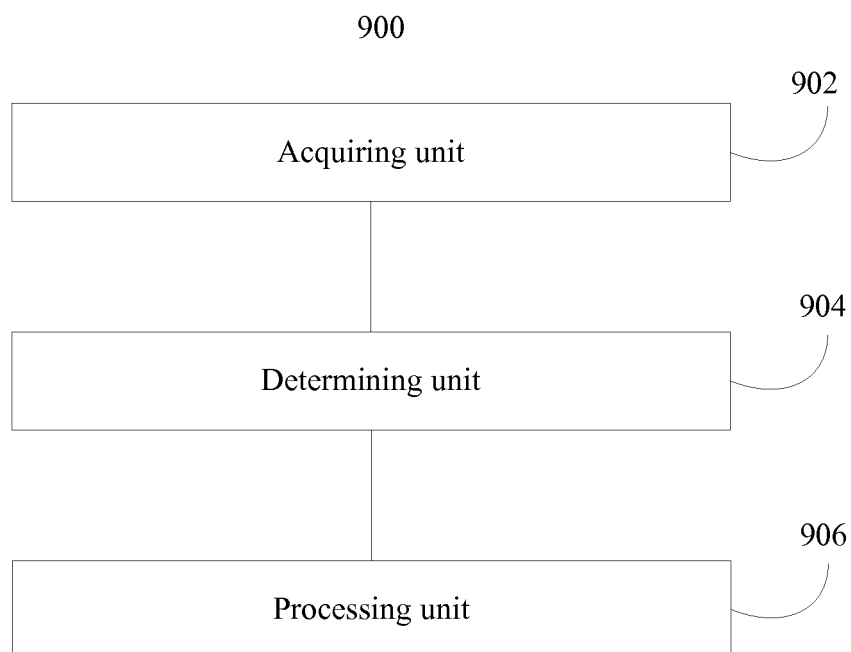 900
902
Acquiring unit
904
Determining unit
906
Processing unit